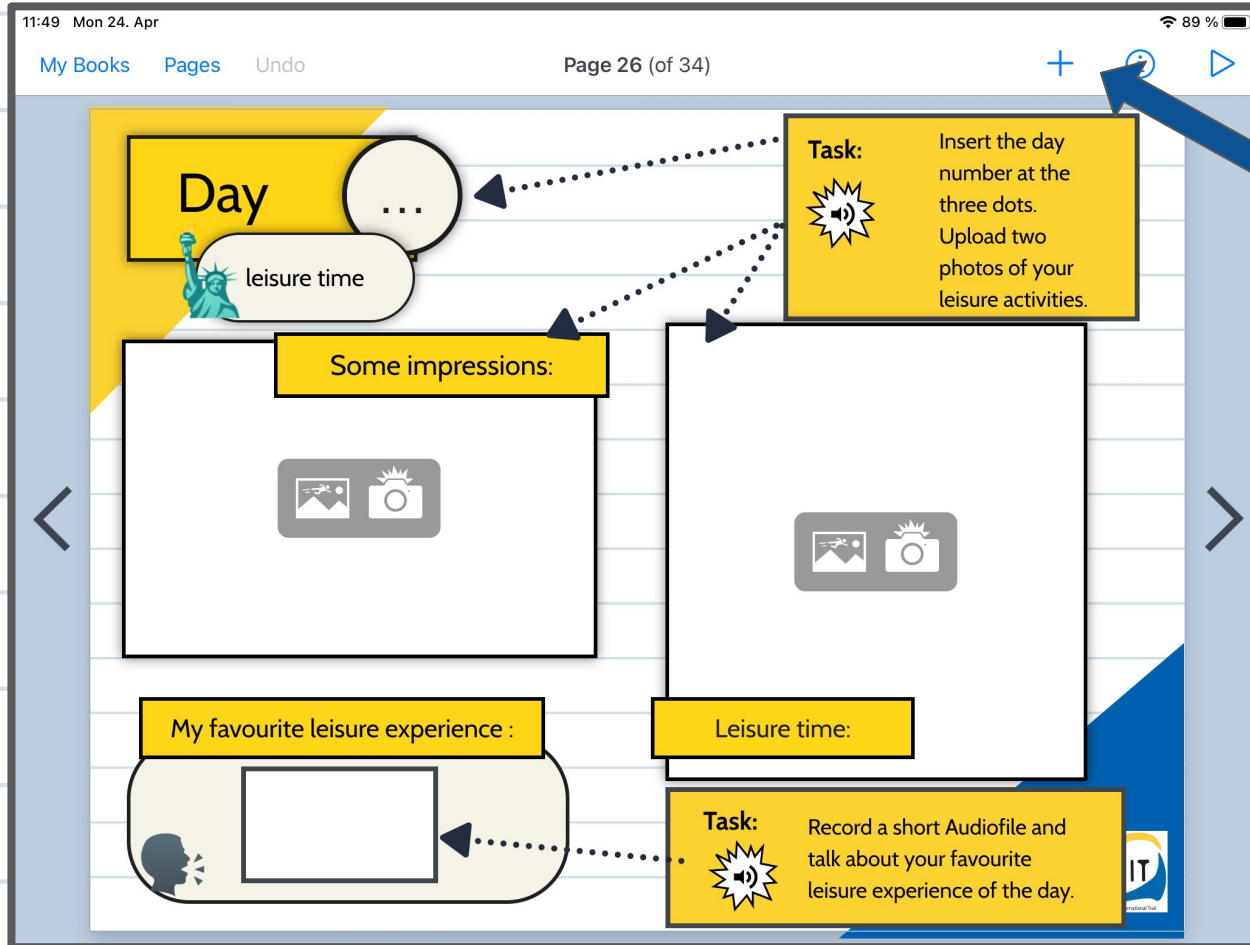 11:49 Mon 24. Apr
89 %
My Books Pages Undo
Page 26 (of 34)
Day
...
leisure time
Task:
Insert the day
number at the
three dots.
Upload two
photos of your
leisure activities.
Some impressions:
My favourite leisure experience :
Leisure time:
Task:
Record a short Audiofile and
talk about your favourite
leisure experience of the day.
IT
ernational Trail